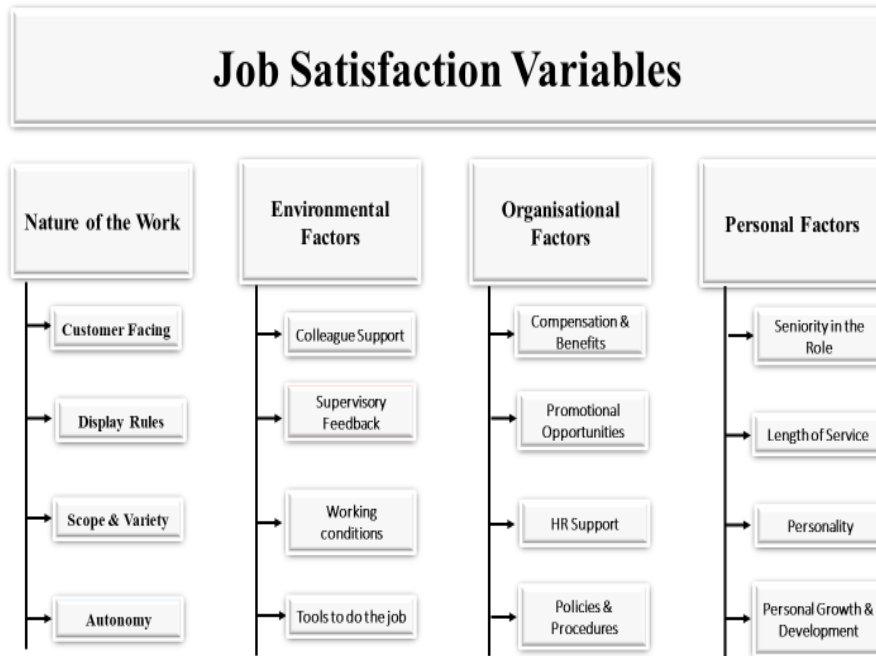 Job Satisfaction Variables
Nature of the Work
Customer Facing
Display Rules
Scope & Variety
Autonomy
Environmental
Factors
Colleague Support
Supervisory
Feedback
Working
conditions
Tools to do the job
Organisational
Factors
Compensation &
Benefits
Promotional
Opportunities
HR Support
Policies &
Procedures
Personal Factors
Seniority in the
Role
Length of Service
Personality
Personal Growth &
Development